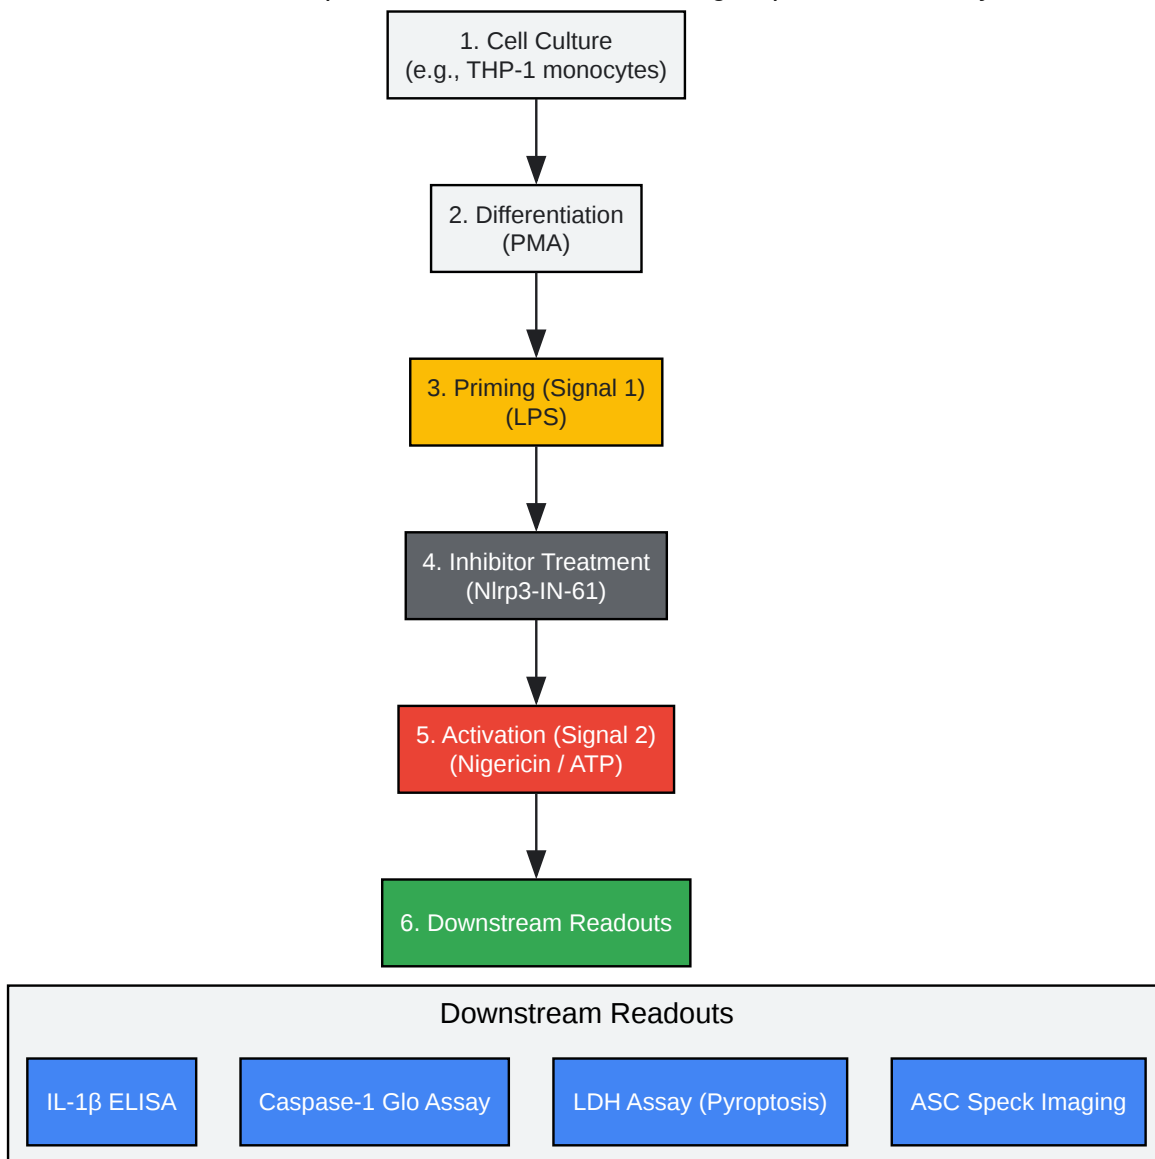 1. Cell Culture
(e.g., THP-1 monocytes)
2. Differentiation
(PMA)
3. Priming (Signal 1)
(LPS)
4. Inhibitor Treatment
(Nlrp3-IN-61)
5. Activation (Signal 2)
(Nigericin / ATP)
6. Downstream Readouts
Downstream Readouts
IL-1β ELISA
Caspase-1 Glo Assay
LDH Assay (Pyroptosis)
ASC Speck Imaging